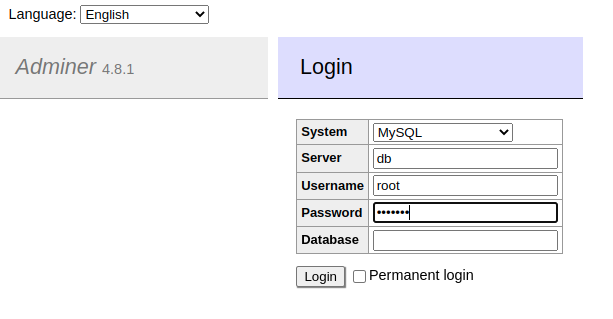 Language: English
Adminer 4.8.1
Login
System MySQL
Server db
Username root
Password •••••••
Database
Login Permanent login